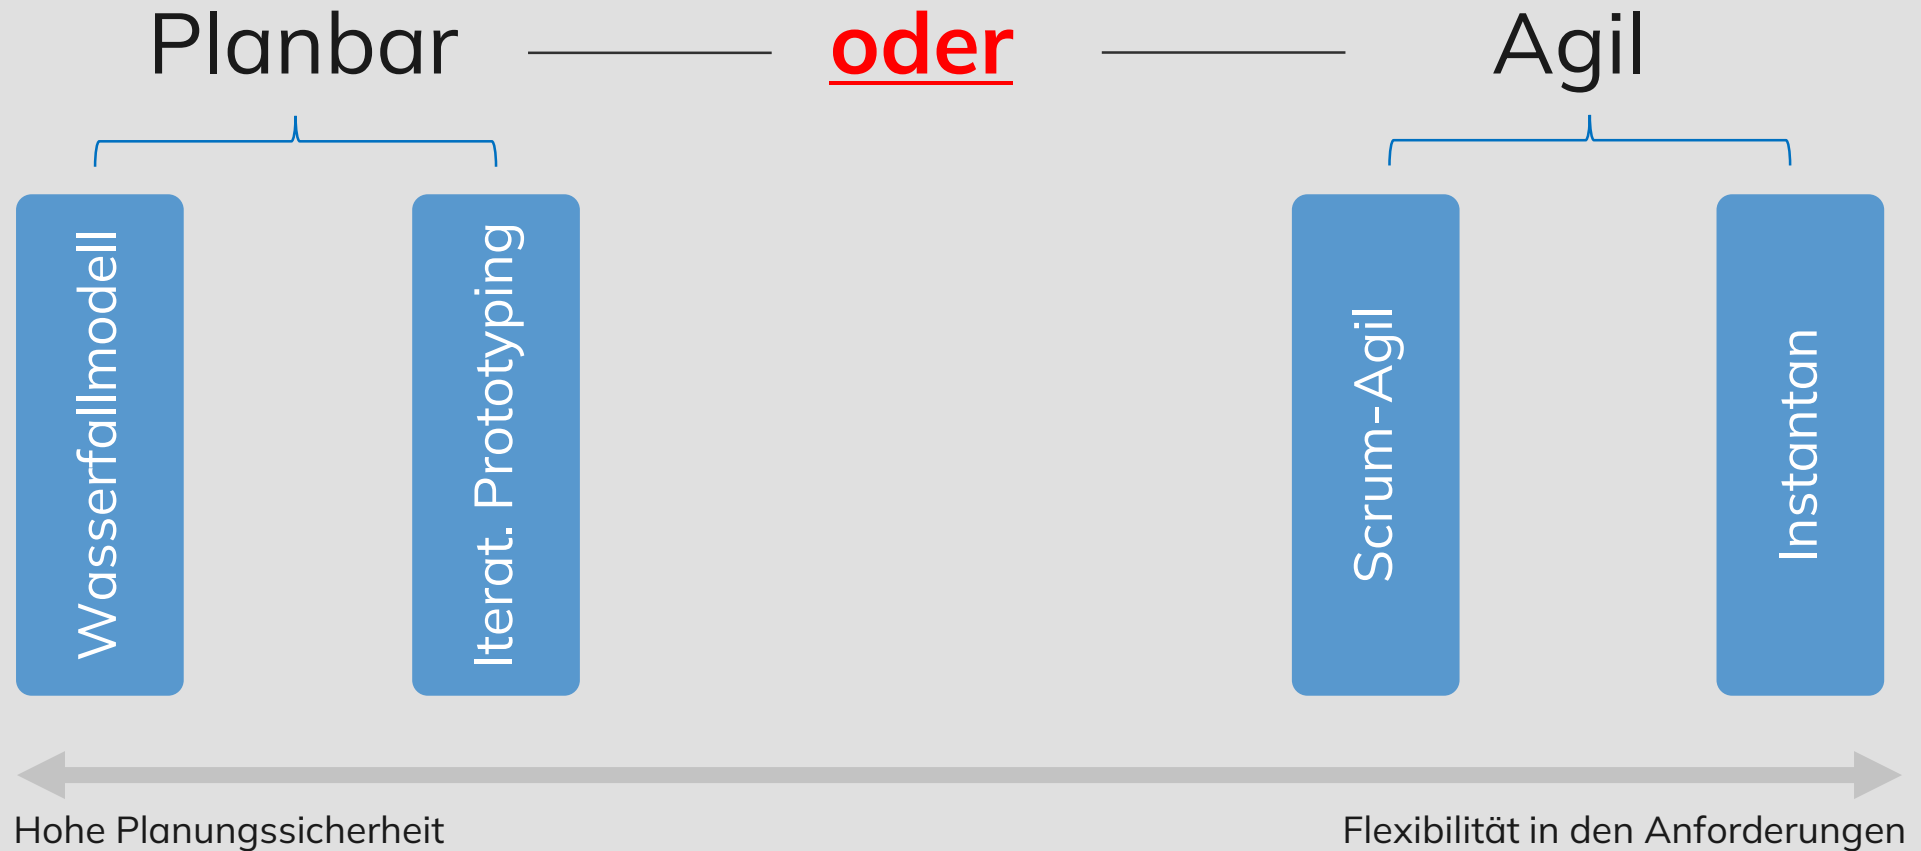 Planbar
oder
Agil
Wasserfallmodell
Iterat. Prototyping
Scrum-Agil
Instantan
Hohe Planungssicherheit
Flexibilität in den Anforderungen